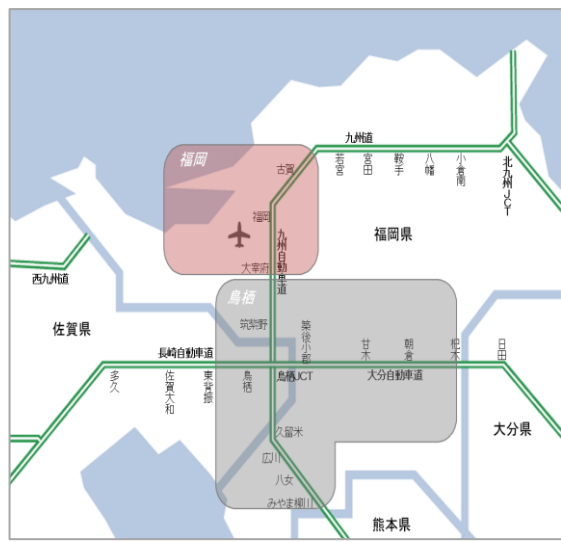 福岡
九州道
古賀
若宮
宮田
鞍手
八幡
小倉南
北九州JCT
福岡
九州自動車道
福岡県
大宰府
西九州道
鳥栖
佐賀県
筑紫野
築後小郡
長崎自動車道
甘木
朝倉
杷木
日田
多久
佐賀大和
東背振
鳥栖
鳥栖JCT
大分自動車道
久留米
大分県
広川
八女
みやま柳川
熊本県